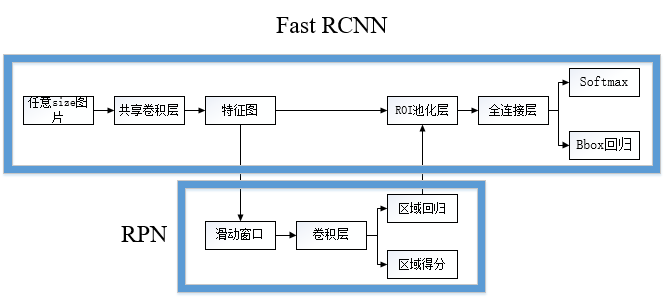 Fast RCNN
任意size图
片
共享卷积层
特征图
ROI池化层
全连接层
Softmax
Bbox回归
RPN
滑动窗口
卷积层
区域回归
区域得分